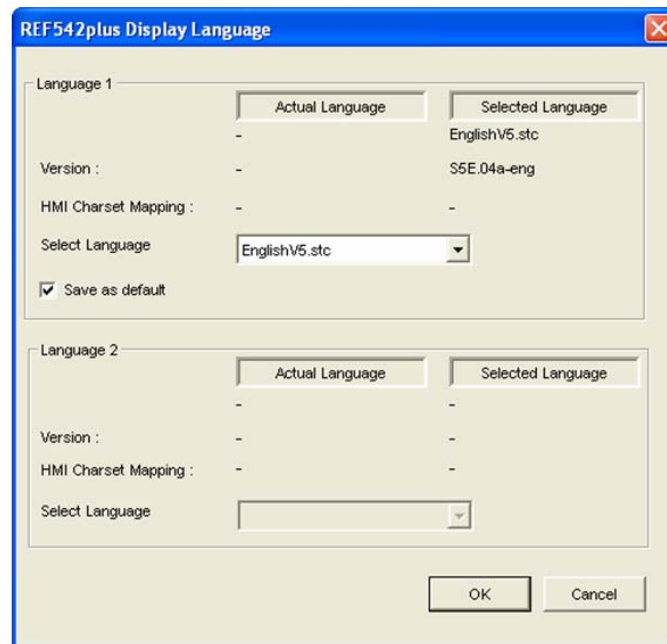 REF542plus Display Language
Language 1
Actual Language Selected Language
- EnglishV5.stc
Version : - S5E.04a-eng
HMI Charset Mapping : - -
Select Language EnglishV5.stc
Save as default
Language 2
Actual Language Selected Language
- -
Version : - -
HMI Charset Mapping : - -
Select Language
OK Cancel